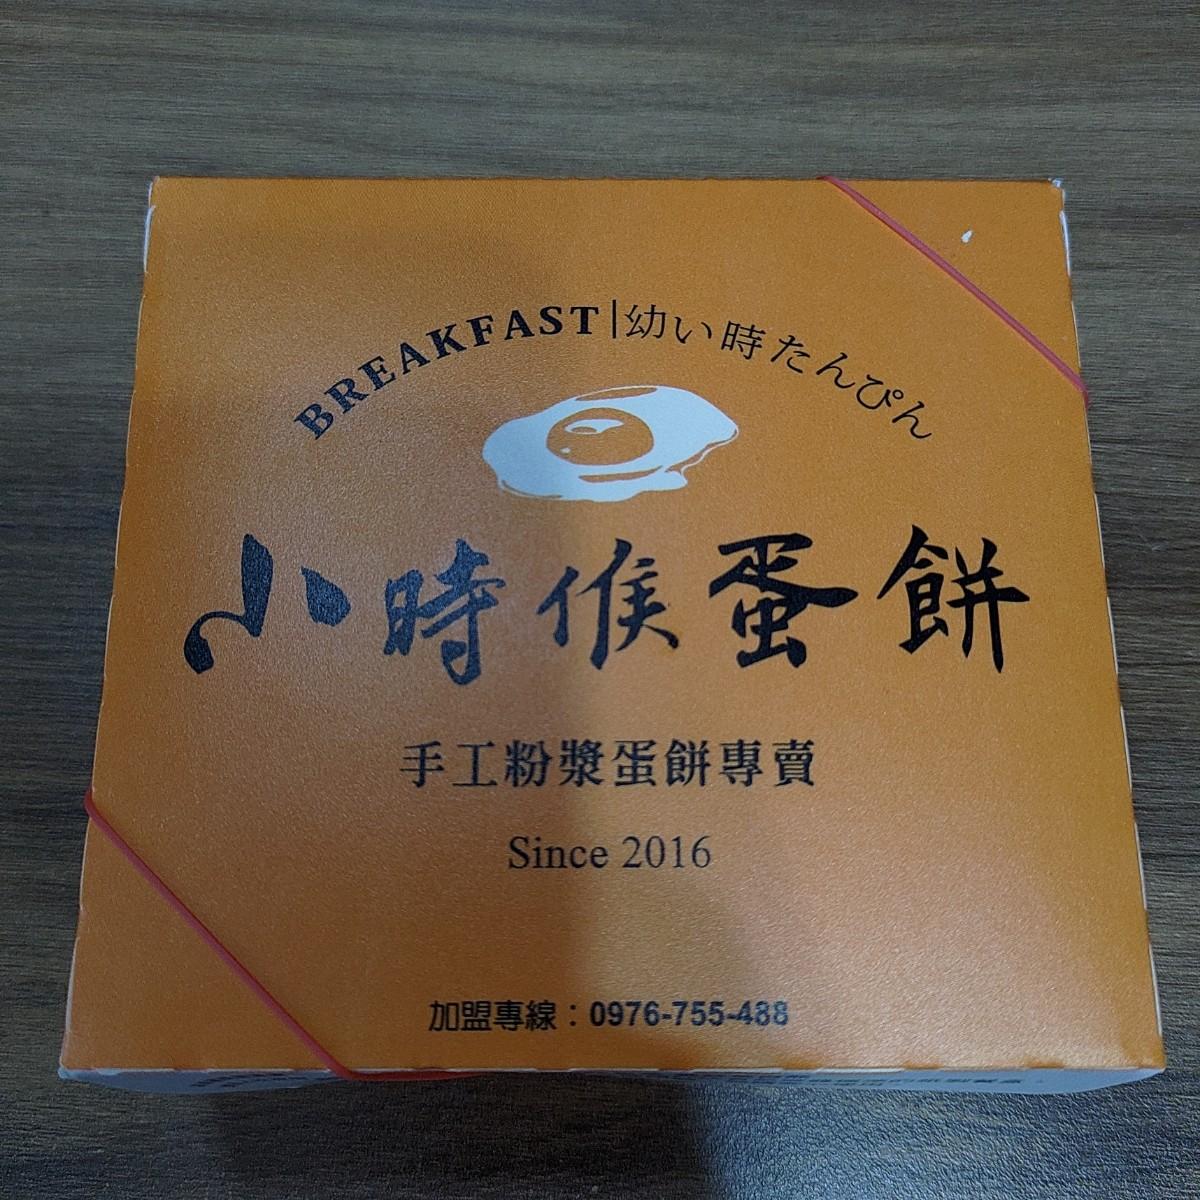 BREAKFAST|幼い時たんぴん
小時候蛋餅
手工粉漿蛋餅專賣
Since 2016
加盟專線：0976-755-488